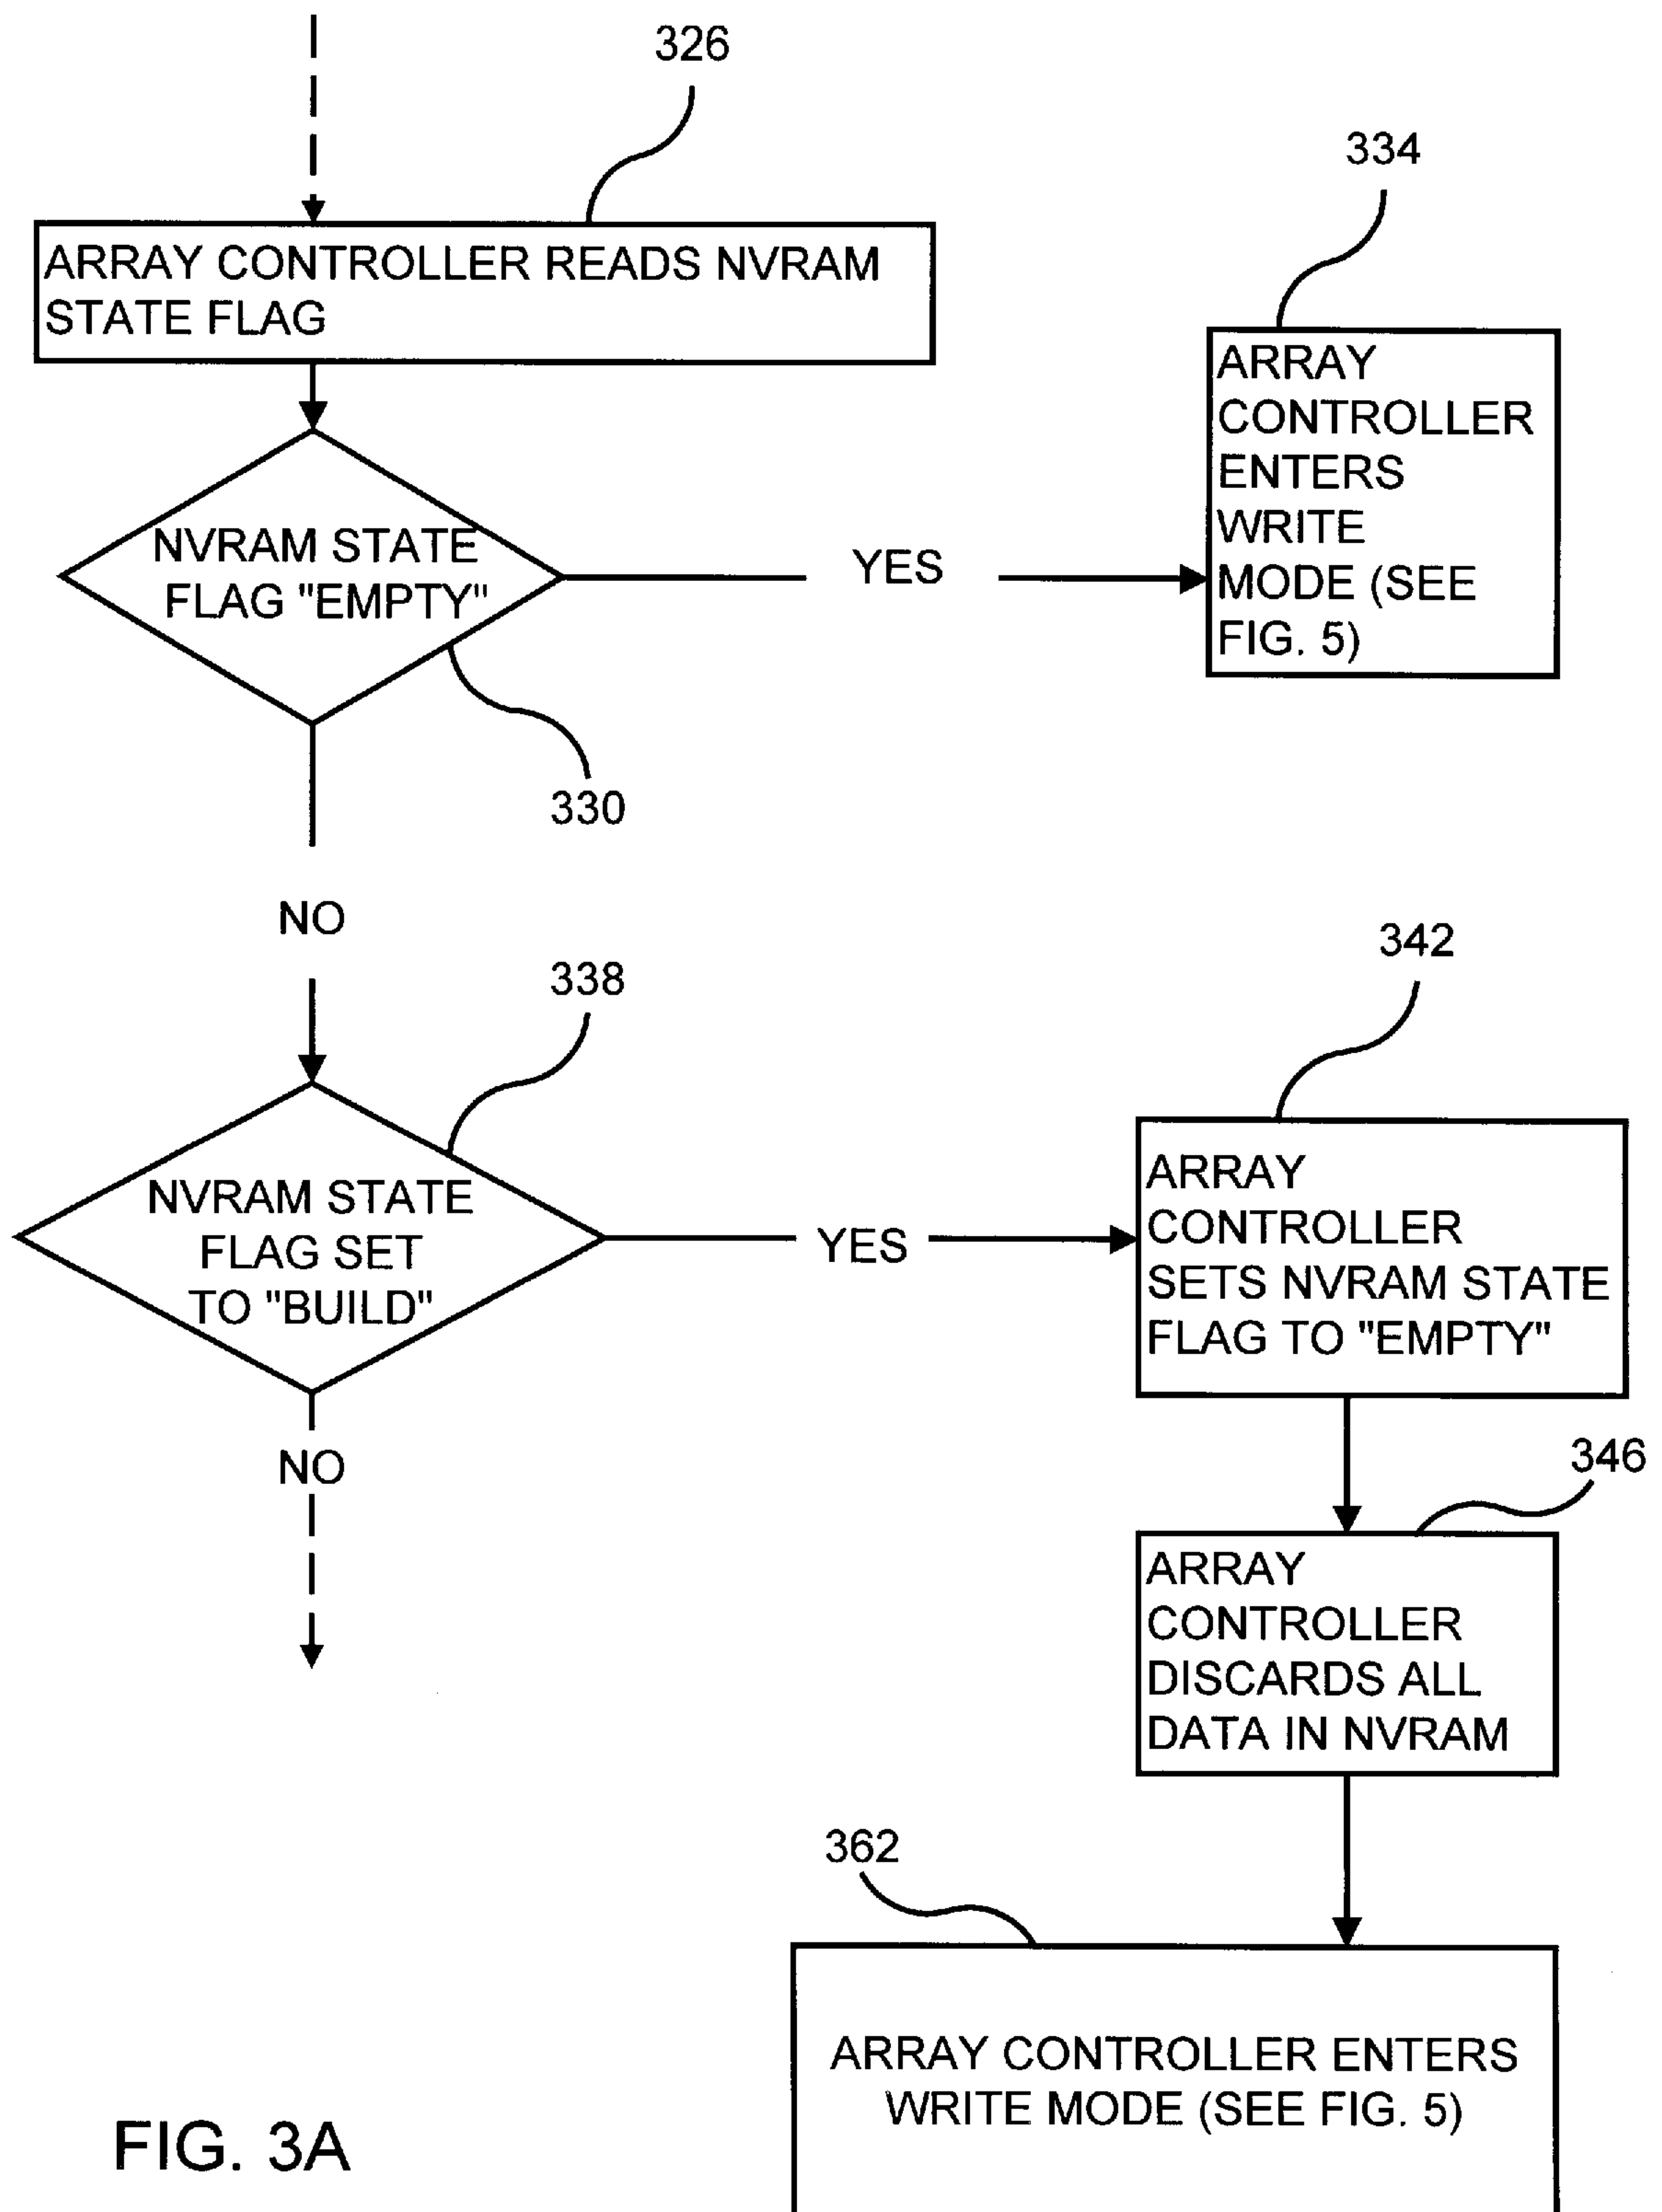 326
334
ARRAY CONTROLLER READS NVRAM
STATE FLAG
ARRAY
CONTROLLER
ENTERS
WRITE
MODE (SEE
FIG. 5)
NVRAM STATE
FLAG "EMPTY"
YES
330
NO
338
342
NVRAM STATE
FLAG SET
TO "BUILD"
YES
ARRAY
CONTROLLER
SETS NVRAM STATE
FLAG TO "EMPTY"
NO
346
ARRAY
CONTROLLER
DISCARDS ALL
DATA IN NVRAM
362
ARRAY CONTROLLER ENTERS
WRITE MODE (SEE FIG. 5)
FIG. 3A